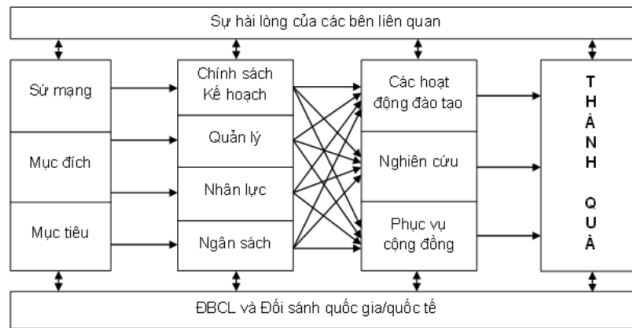 Sự hài lòng của các bên liên quan
Sứ mạng
Mục đích
Mục tiêu
Chính sách
Kế hoạch
Quản lý
Nhân lực
Ngân sách
Các hoạt
động đào tạo
Nghiên cứu
Phục vụ
cộng đồng
T
H
À
N
H
Q
U
Ả
ĐBCL và Đối sánh quốc gia/quốc tế